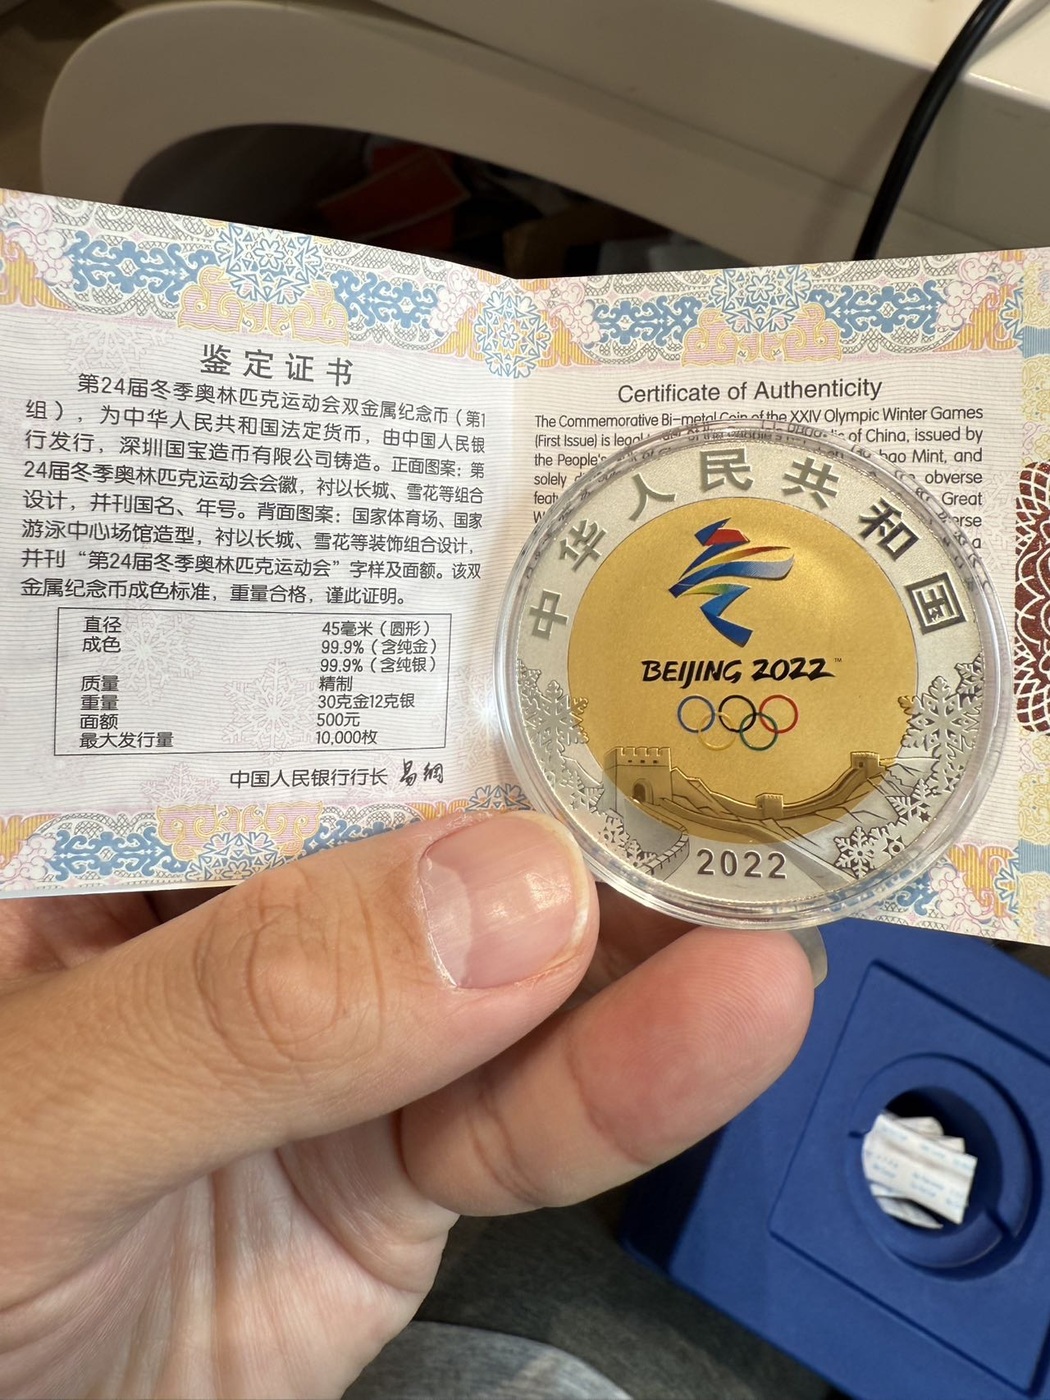 鉴定证书
第24届冬季奥林匹克运动会双金属纪念币（第1
组），为中华人民共和国法定货币，由中国人民银
行发行，深圳国宝造币有限公司铸造。正面图案：第
24届冬季奥林匹克运动会会徽，衬以长城、雪花等组合
设计，并刊国名、年号。背面图案：国家体育场、国家
游泳中心场馆造型，衬以长城、雪花等装饰组合设计，
并刊“第24届冬季奥林匹克运动会”字样及面额。该双
金属纪念币成色标准，重量合格，谨此证明。
直径 45毫米（圆形）
成色 99.9%（含纯金）
99.9%（含纯银）
质量 精制
重量 30克金12克银
面额 500元
最大发行量 10,000枚
中国人民银行行长 易纲
Certificate of Authenticity
The Commemorative Bi-metal Coin of the XXIV Olympic Winter Games
(First Issue) is legal of China, issued by
the People's bao Mint, and
solely obverse
Great
中华人民共和国
BEIJING 2022™
2022